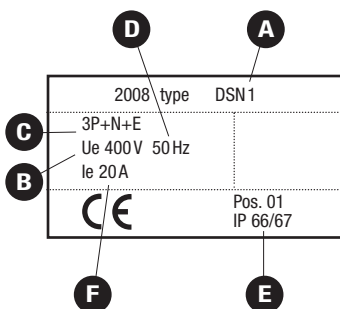 D
A
2008 type DSN1
C
3P+N+E
B
Ue 400V 50Hz
Ie 20A
CE
Pos. 01
IP 66/67
F
E